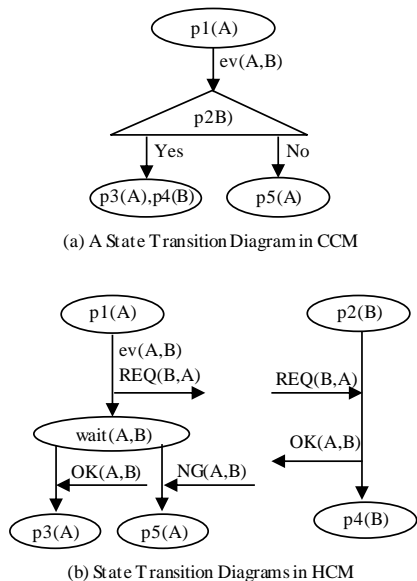 p1(A)
ev(A,B)
p2B)
Yes
No
p3(A),p4(B)
p5(A)
(a) A State Transition Diagram in CCM
p1(A)
p2(B)
ev(A,B)
REQ(B,A)
REQ(B,A)
wait(A,B)
OK(A,B)
OK(A,B)
NG(A,B)
p3(A)
p5(A)
p4(B)
(b) State Transition Diagrams in HCM